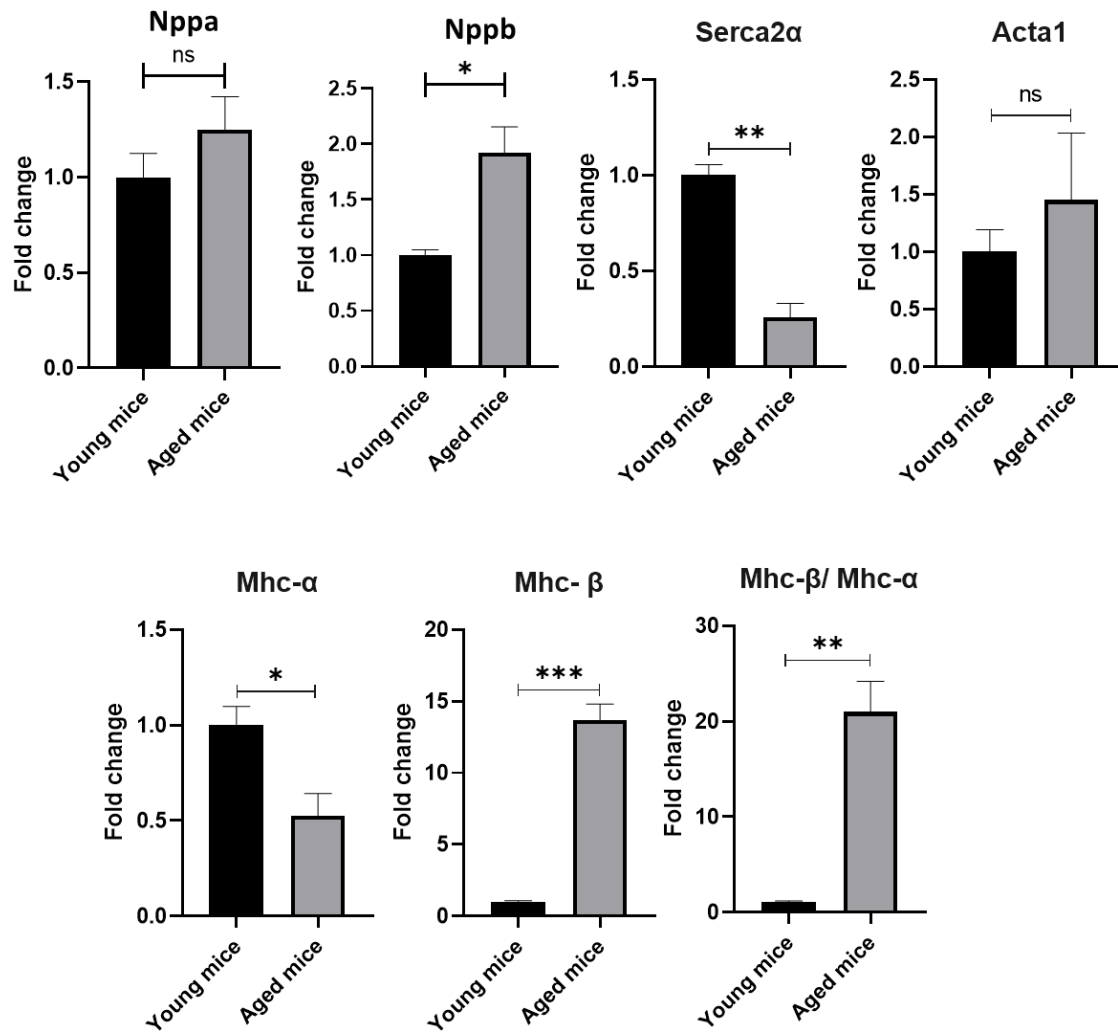 Nppa
ns
Fold change
1.5
1.0
0.5
0.0
Young mice
Aged mice
Nppb
*
Fold change
2.5
2.0
1.5
1.0
0.5
0.0
Young mice
Aged mice
Serca2α
**
Fold change
1.5
1.0
0.5
0.0
Young mice
Aged mice
Acta1
ns
Fold change
2.5
2.0
1.5
1.0
0.5
0.0
Young mice
Aged mice
Mhc-α
*
Fold change
1.5
1.0
0.5
0.0
Young mice
Aged mice
Mhc- β
***
Fold change
20
15
10
5
0
Young mice
Aged mice
Mhc-β/ Mhc-α
**
Fold change
30
20
10
0
Young mice
Aged mice